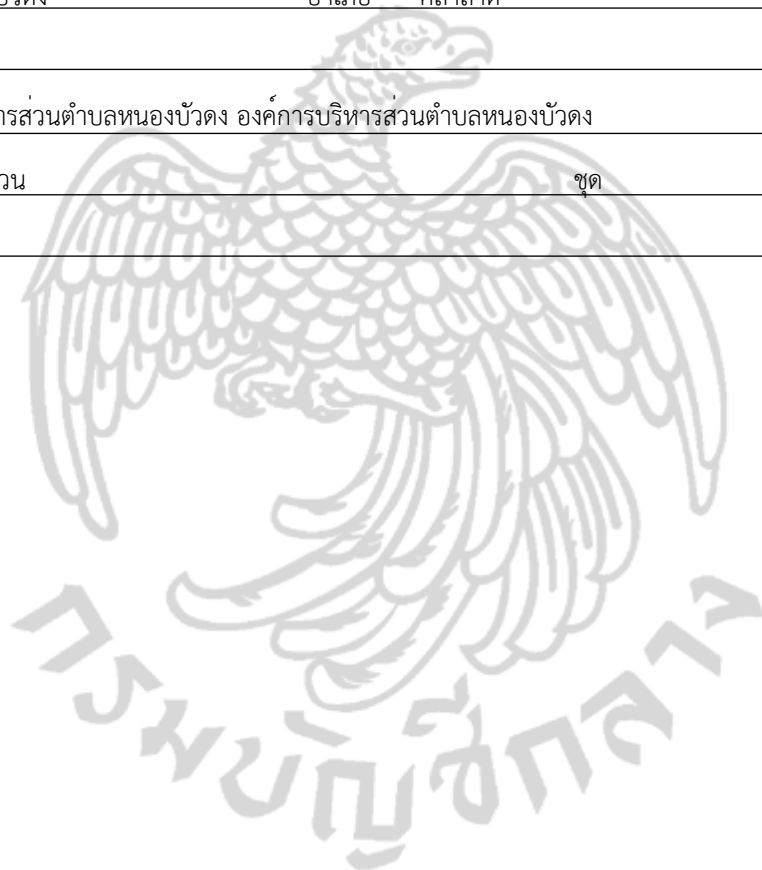 ารส่วนตำบลหนองบัวดง องค์การบริหารส่วนตำบลหนองบัวดง
วน ชุด
กรมบัญชีกลาง